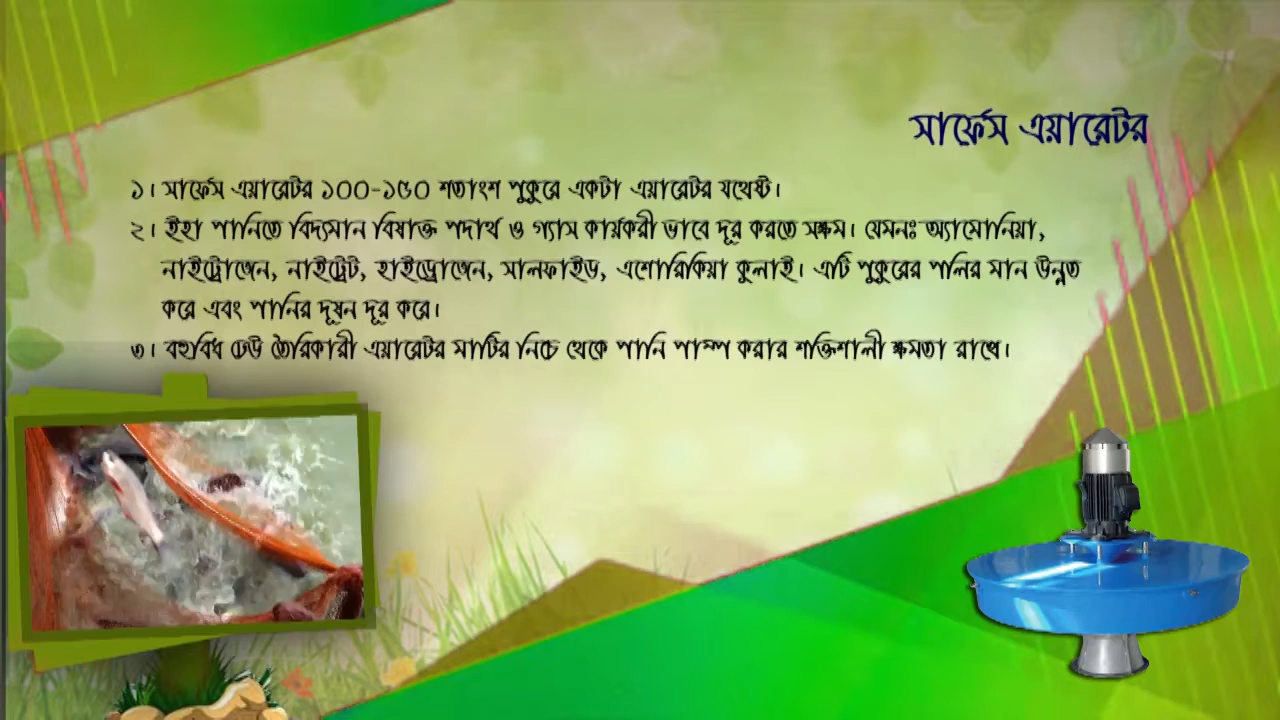 সার্ফেস এয়ারেটর
১। সার্ফেস এয়ারেটর ১০০-১৫০ শতাংশ পুকুরে একটা এয়ারেটর যথেষ্ট।
২। ইহা পানিতে বিদ্যমান বিষাক্ত পদার্থ ও গ্যাস কার্যকরী ভাবে দূর করতে সক্ষম। যেমনঃ অ্যামোনিয়া,
নাইট্রোজেন, নাইট্রেট, হাইড্রোজেন, সালফাইড, এশোরিকিয়া কুলাই। এটি পুকুরের পলির মান উন্নত
করে এবং পানির দূষন দূর করে।
৩। বহুবিধ ঢেউ তৈরিকারী এয়ারেটর মাটির নিচে থেকে পানি পাম্প করার শক্তিশালী ক্ষমতা রাখে।